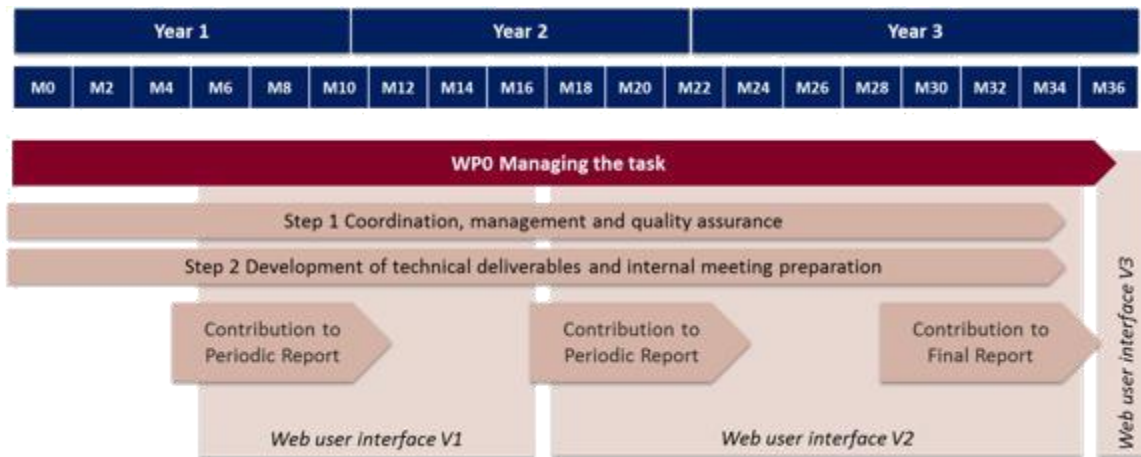 Year 1 Year 2 Year 3
M0 M2 M4 M6 M8 M10 M12 M14 M16 M18 M20 M22 M24 M26 M28 M30 M32 M34 M36
WP0 Managing the task
Step 1 Coordination, management and quality assurance
Step 2 Development of technical deliverables and internal meeting preparation
Contribution to
Periodic Report
Contribution to
Periodic Report
Contribution to
Final Report
Web user interface V1
Web user interface V2
Web user interface V3